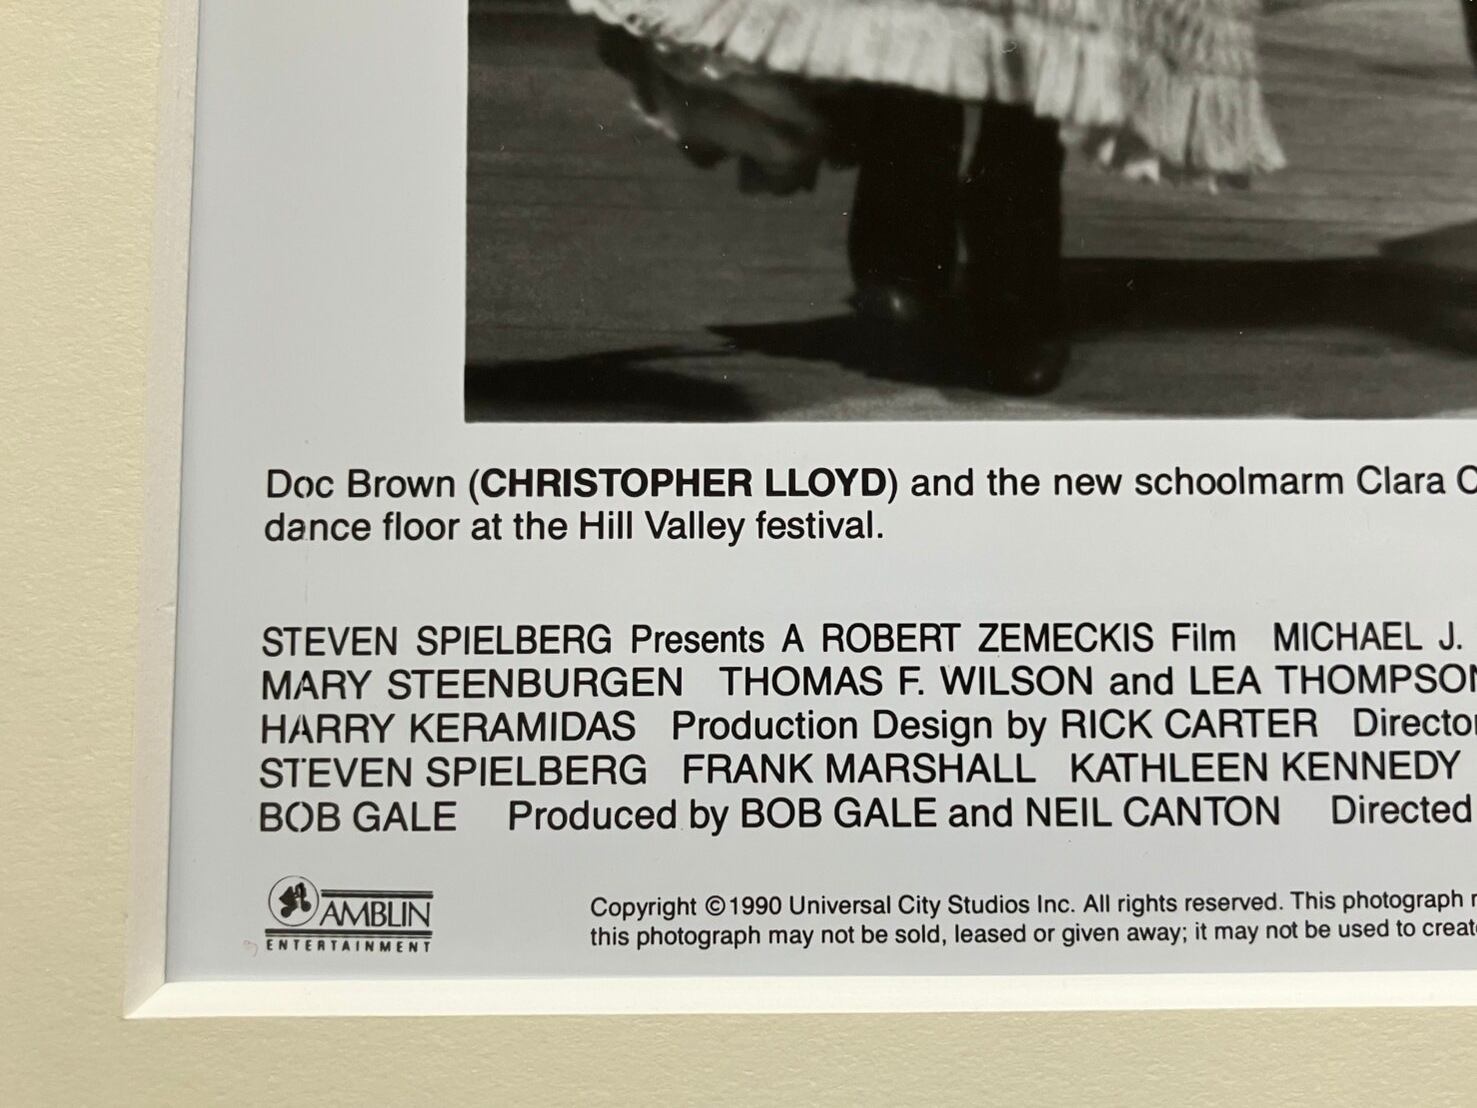 Doc Brown (CHRISTOPHER LLOYD) and the new schoolmarm Clara C
dance floor at the Hill Valley festival.
STEVEN SPIELBERG Presents A ROBERT ZEMECKIS Film MICHAEL J.
MARY STEENBURGEN THOMAS F. WILSON and LEA THOMPSON
HARRY KERAMIDAS Production Design by RICK CARTER Directo
STEVEN SPIELBERG FRANK MARSHALL KATHLEEN KENNEDY
BOB GALE Produced by BOB GALE and NEIL CANTON Directed
AMBLIN
ENTERTAINMENT
Copyright ©1990 Universal City Studios Inc. All rights reserved. This photograph
this photograph may not be sold, leased or given away; it may not be used to creat